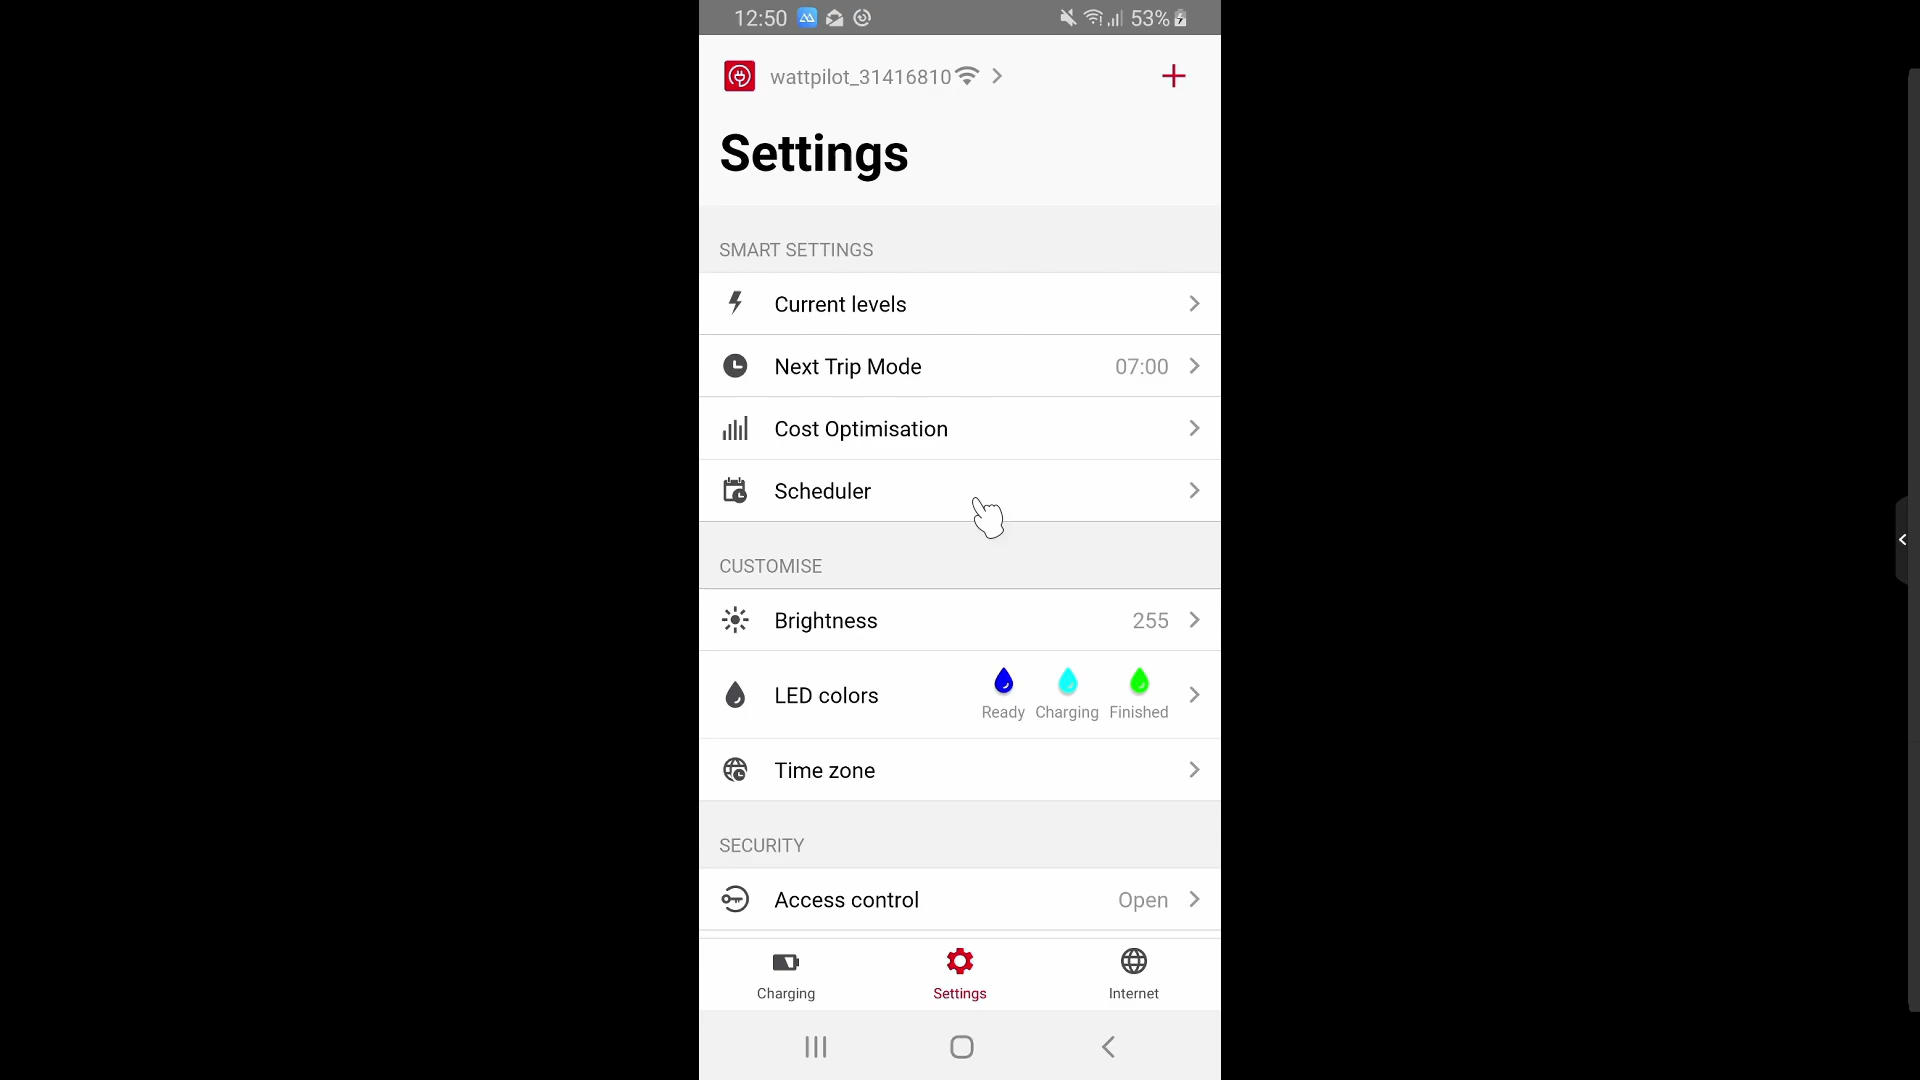 12:50 53%
wattpilot_31416810
Settings
SMART SETTINGS
Current levels
Next Trip Mode 07:00
Cost Optimisation
Scheduler
CUSTOMISE
Brightness 255
LED colors Ready Charging Finished
Time zone
SECURITY
Access control Open
Charging Settings Internet